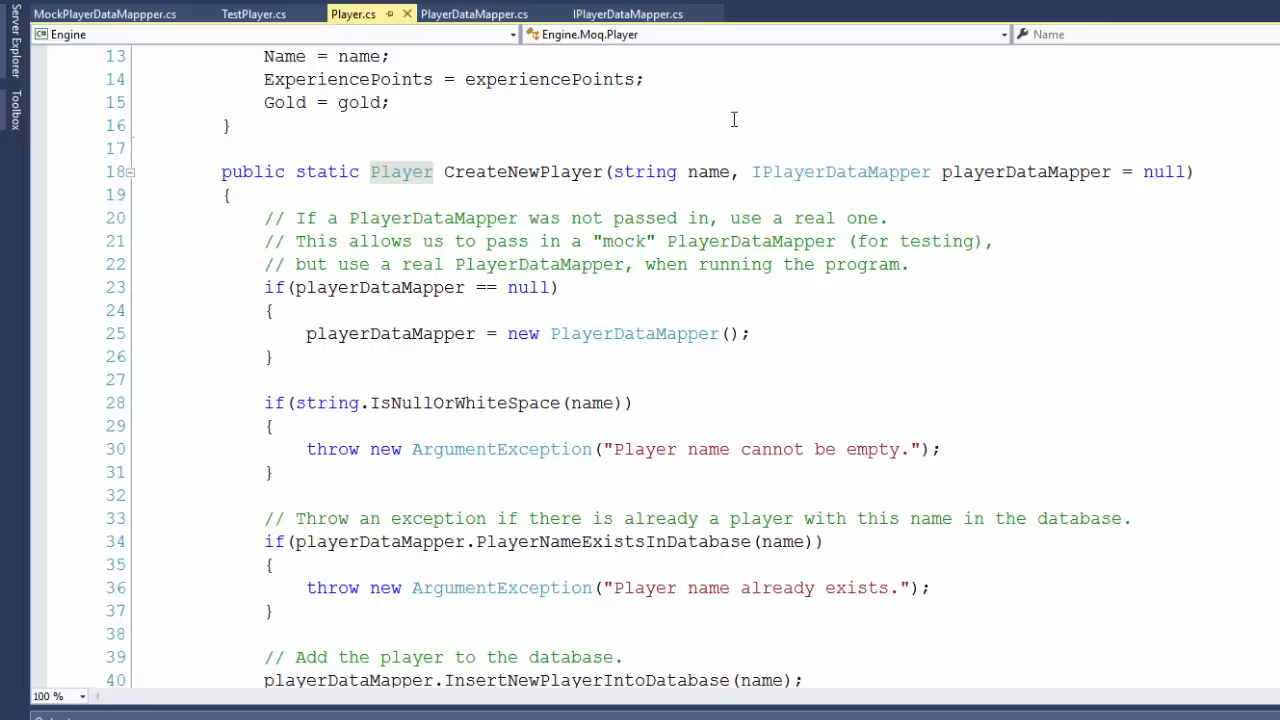 MockPlayerDataMappper.cs TestPlayer.cs Player.cs PlayerDataMappper.cs IPlayerDataMappper.cs
Engine Engine.Moq.Player Name
Server Explorer
Toolbox
13 Name = name;
14 ExperiencePoints = experiencePoints;
15 Gold = gold;
16 }
17
18 public static Player CreateNewPlayer(string name, IPlayerDataMapper playerDataMapper = null)
19 {
20 // If a PlayerDataMapper was not passed in, use a real one.
21 // This allows us to pass in a "mock" PlayerDataMapper (for testing),
22 // but use a real PlayerDataMapper, when running the program.
23 if(playerDataMapper == null)
24 {
25 playerDataMapper = new PlayerDataMapper();
26 }
27
28 if(string.IsNullOrWhiteSpace(name))
29 {
30 throw new ArgumentException("Player name cannot be empty.");
31 }
32
33 // Throw an exception if there is already a player with this name in the database.
34 if(playerDataMapper.PlayerNameExistsInDatabase(name))
35 {
36 throw new ArgumentException("Player name already exists.");
37 }
38
39 // Add the player to the database.
40 playerDataMapper.InsertNewPlayerIntoDatabase(name);
100 %